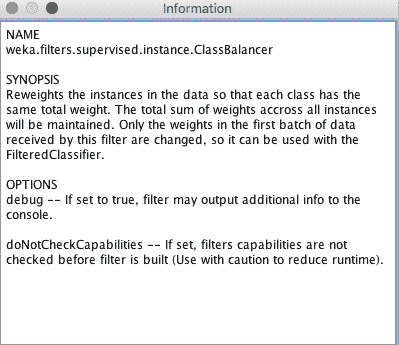 Information
NAME
weka.filters.supervised.instance.ClassBalancer
SYNOPSIS
Reweights the instances in the data so that each class has the
same total weight. The total sum of weights accross all instances
will be maintained. Only the weights in the first batch of data
received by this filter are changed, so it can be used with the
FilteredClassifier.
OPTIONS
debug -- If set to true, filter may output additional info to the
console.
doNotCheckCapabilities -- If set, filters capabilities are not
checked before filter is built (Use with caution to reduce runtime).